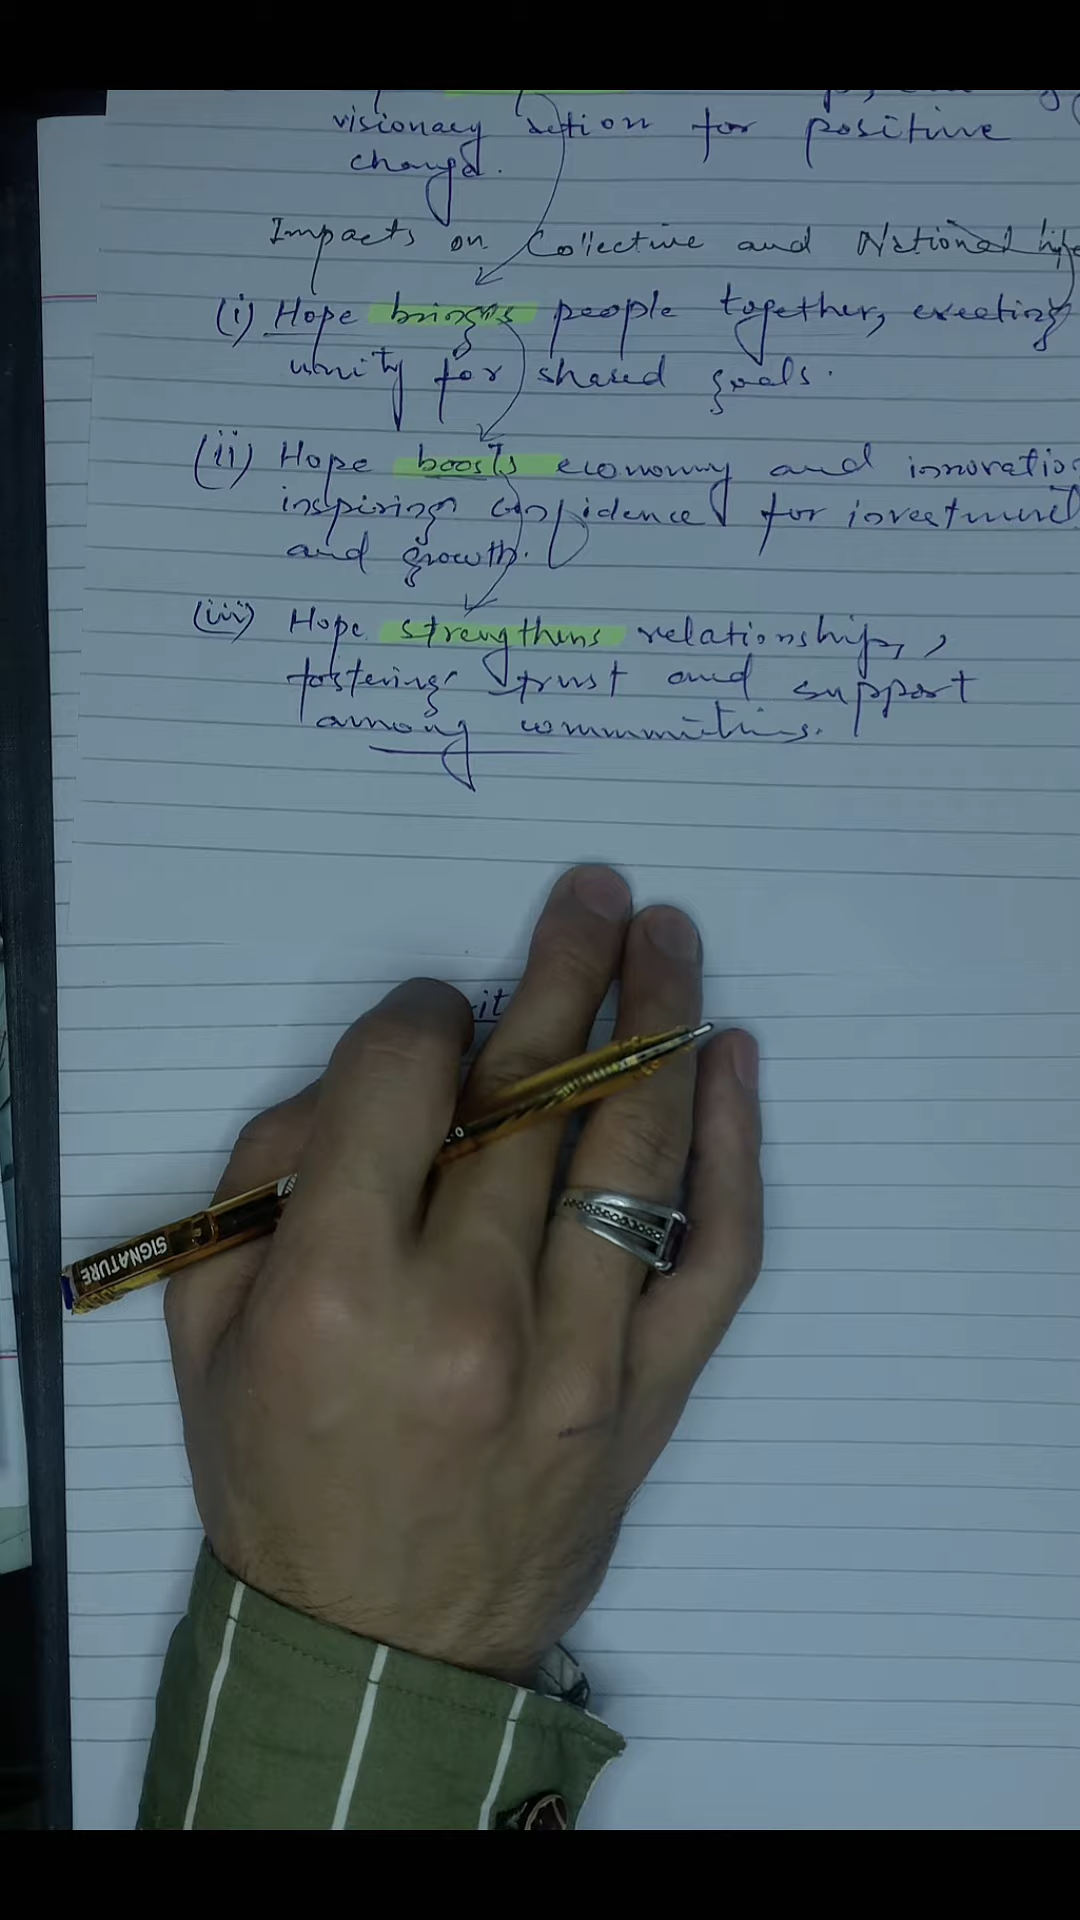 visionary action for positive
change.
Impacts on Collective and National life
(i) Hope brings people together, creating
unity for shared goals.
(ii) Hope boosts economy and innovatio
inspiring confidence for investment
and growth.
(iii) Hope strengthens relationships,
fostering trust and support
among communities.
SIGNATURE